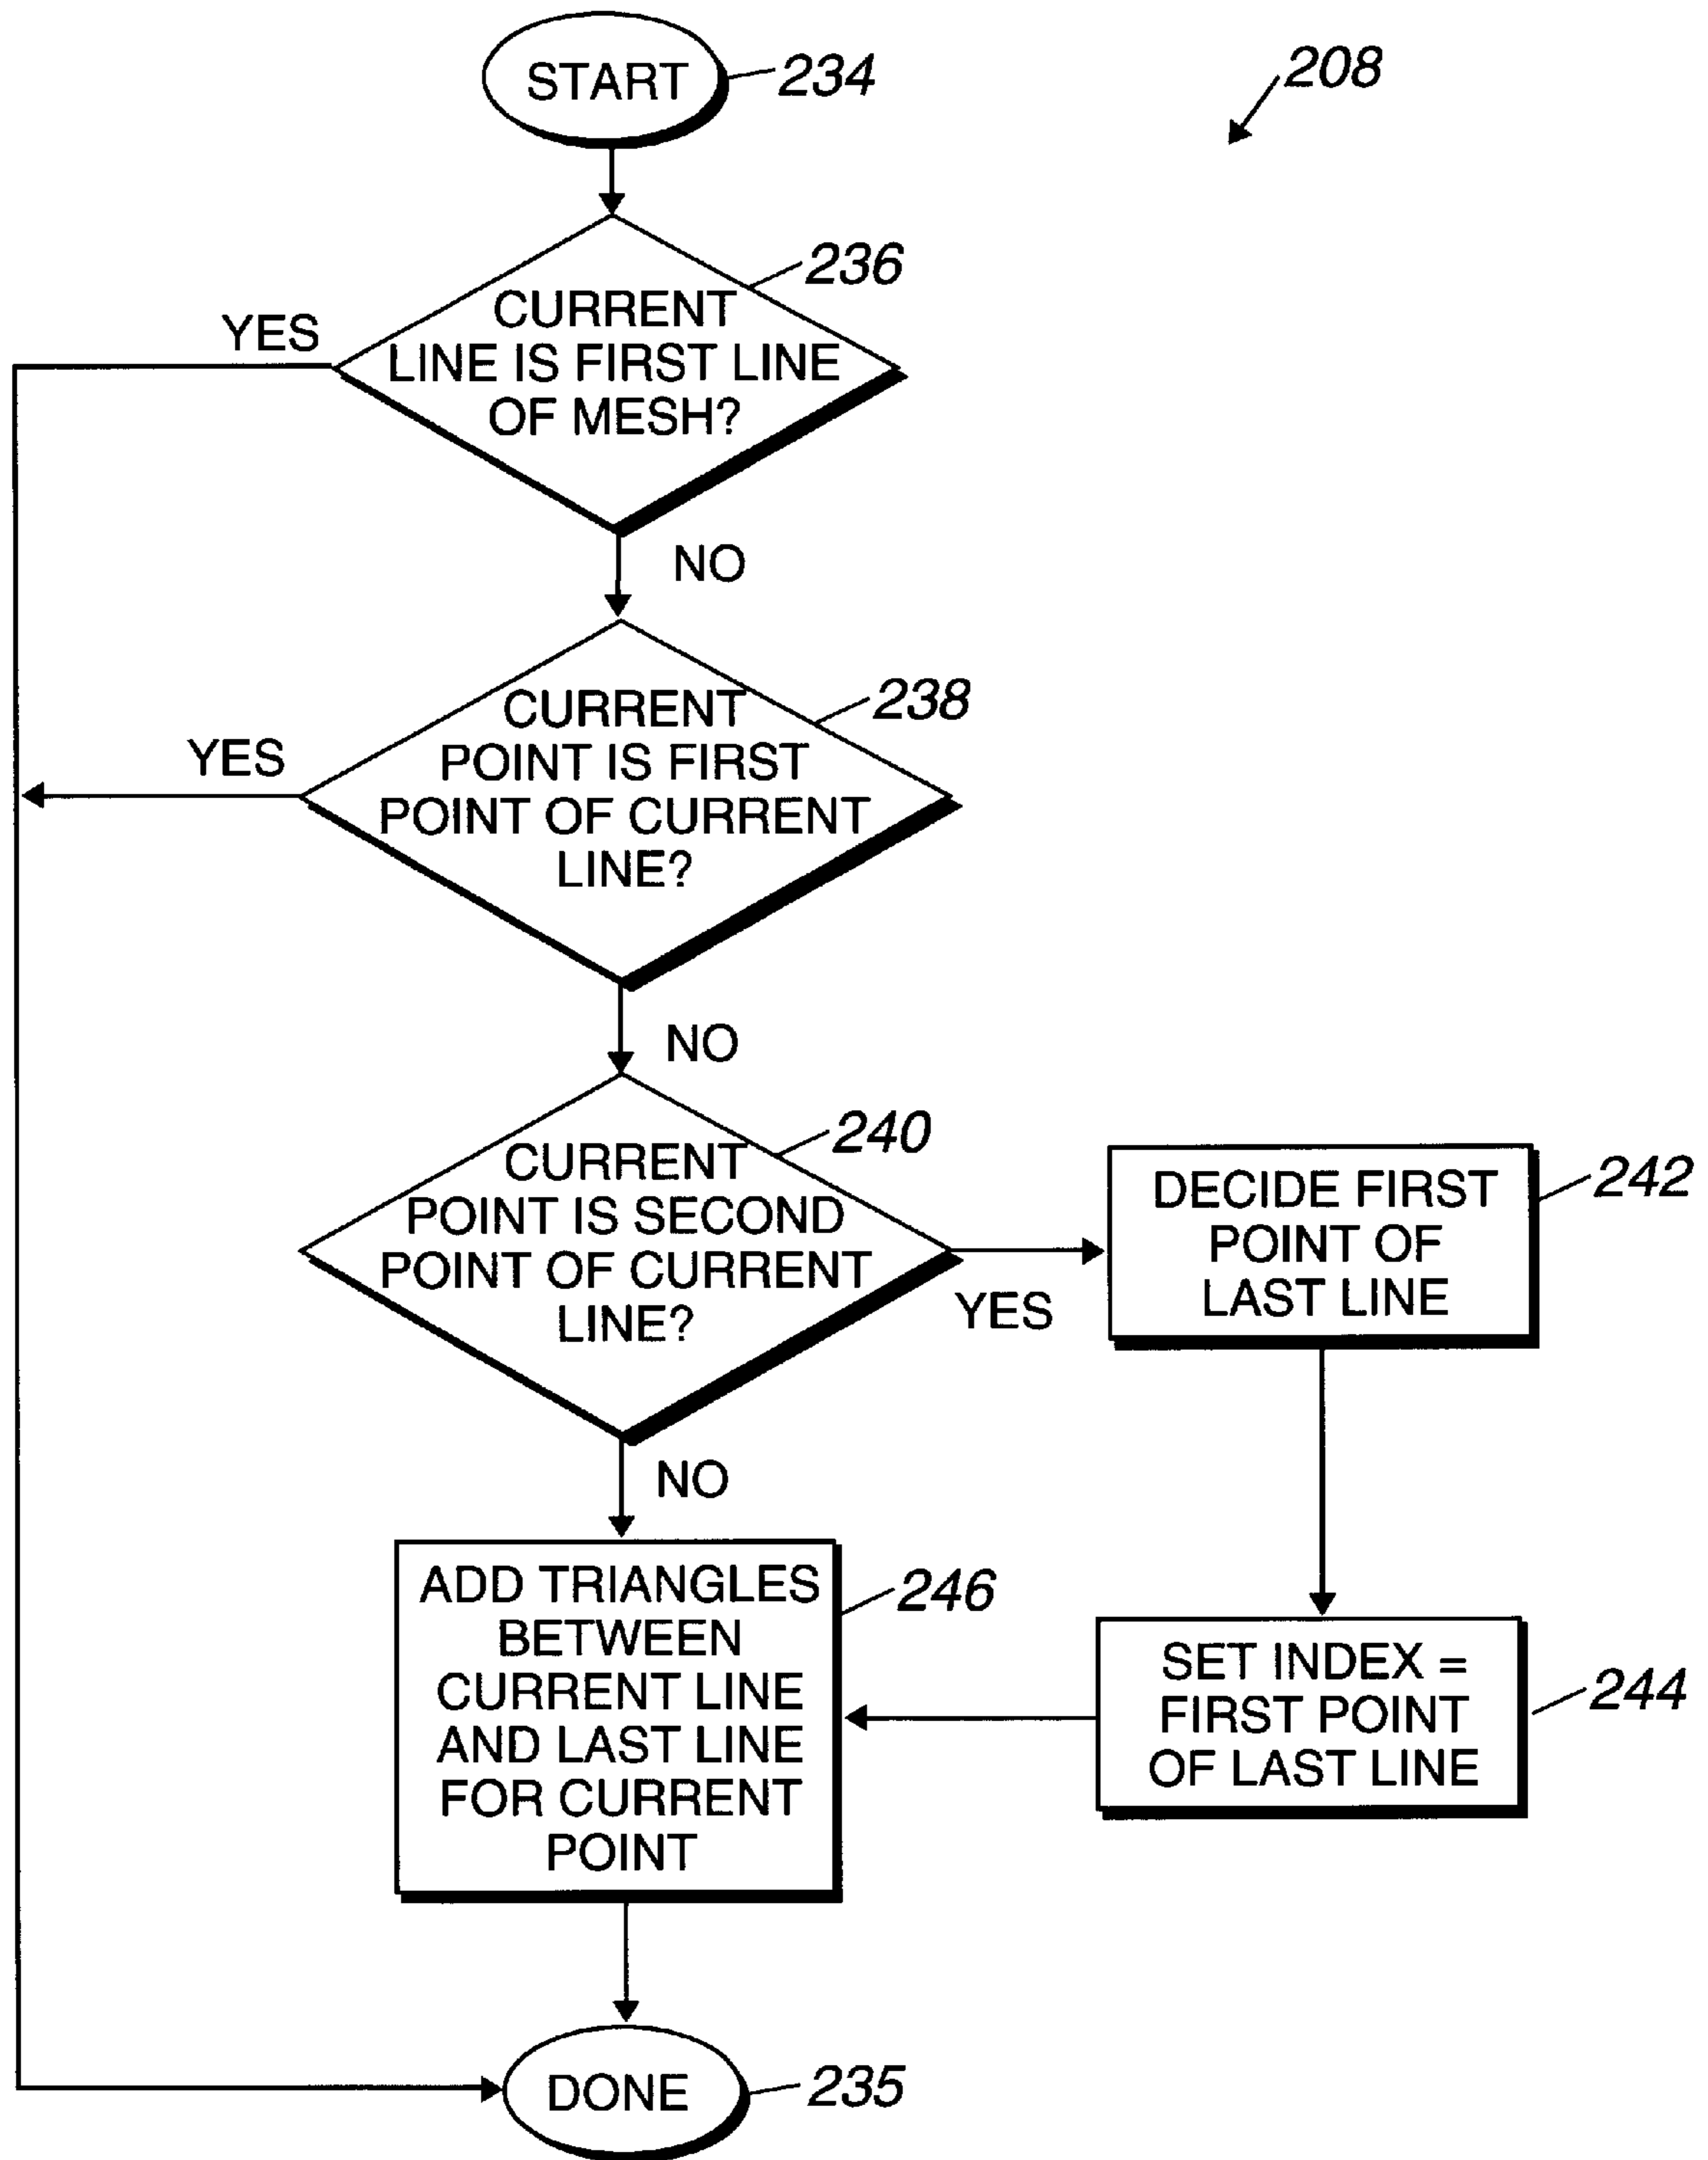 START
234
208
236
CURRENT
LINE IS FIRST LINE
OF MESH?
YES
NO
238
CURRENT
POINT IS FIRST
POINT OF CURRENT
LINE?
YES
NO
240
CURRENT
POINT IS SECOND
POINT OF CURRENT
LINE?
YES
NO
242
DECIDE FIRST
POINT OF
LAST LINE
244
SET INDEX =
FIRST POINT
OF LAST LINE
246
ADD TRIANGLES
BETWEEN
CURRENT LINE
AND LAST LINE
FOR CURRENT
POINT
DONE
235